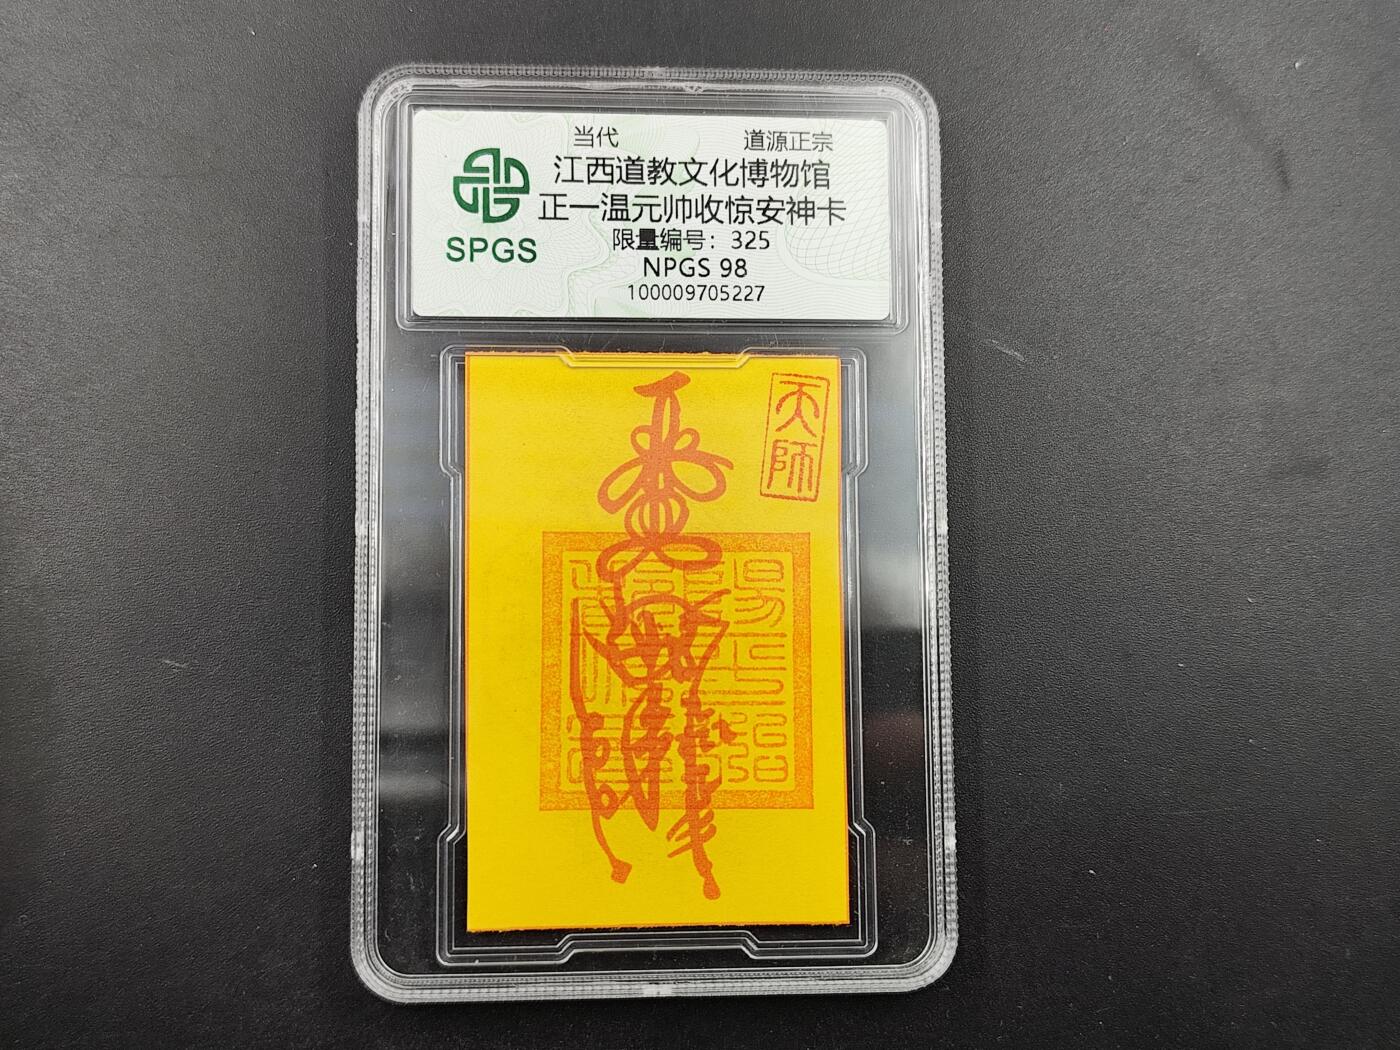 当代 道源正宗
江西道教文化博物馆
正一温元帅收惊安神卡
限量编号：325
NPGS 98
100009705227
SPGS
天師